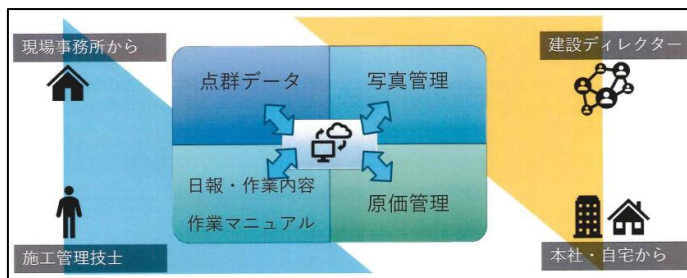 現場事務所から
建設ディレクター
点群データ
写真管理
日報・作業内容
作業マニュアル
原価管理
施工管理技士
本社・自宅から